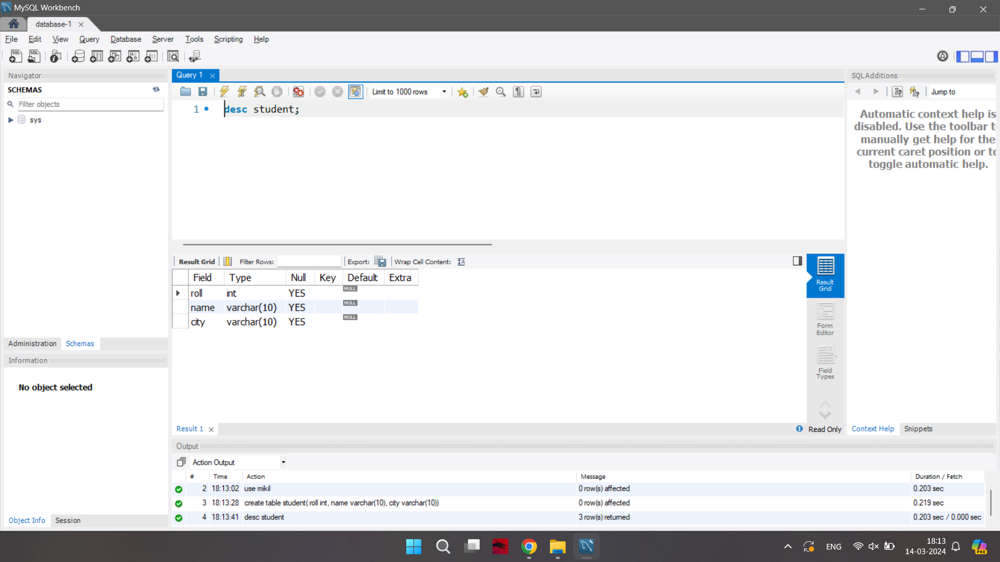 MySQL Workbench
database-1
File Edit View Query Database Server Tools Scripting Help
Navigator
SCHEMAS
Filter objects
sys
Administration Schemas
Information
No object selected
Object Info Session
Query 1
Limit to 1000 rows
1 desc student;
Result Grid Filter Rows: Export: Wrap Cell Content:
Field Type Null Key Default Extra
roll int YES NULL
name varchar(10) YES NULL
city varchar(10) YES NULL
Result
Grid
Form
Editor
Field
Types
Result 1
Read Only
SQLAdditions
Jump to
Automatic context help is
disabled. Use the toolbar t
manually get help for the
current caret position or to
toggle automatic help.
Context Help Snippets
Output
Action Output
# Time Action Message Duration / Fetch
2 18:13:02 use mikil 0 row(s) affected 0.203 sec
3 18:13:28 create table student( roll int, name varchar(10), city varchar(10)) 0 row(s) affected 0.219 sec
4 18:13:41 desc student 3 row(s) returned 0.203 sec / 0.000 sec
ENG
18:13
14-03-2024
PRE